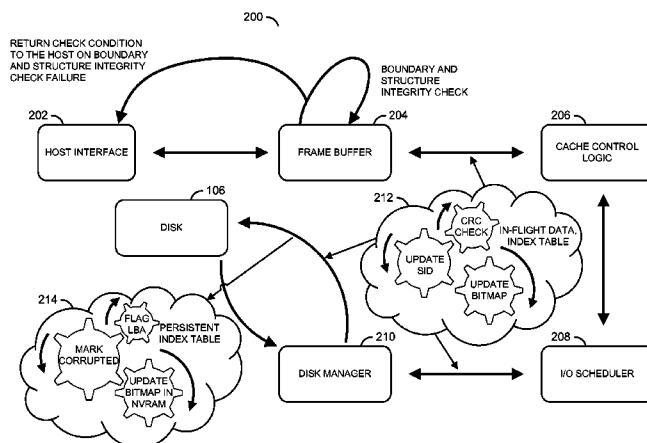 200
RETURN CHECK CONDITION
TO THE HOST ON BOUNDARY
AND STRUCTURE INTEGRITY
CHECK FAILURE
BOUNDARY AND
STRUCTURE
INTEGRITY CHECK
202
HOST INTERFACE
204
FRAME BUFFER
206
CACHE CONTROL
LOGIC
106
DISK
212
CRC
CHECK
IN-FLIGHT DATA,
INDEX TABLE
UPDATE
SID
UPDATE
BITMAP
214
FLAG
LBA
PERSISTENT
INDEX TABLE
MARK
CORRUPTED
UPDATE
BITMAP IN
NVRAM
210
DISK MANAGER
208
I/O SCHEDULER